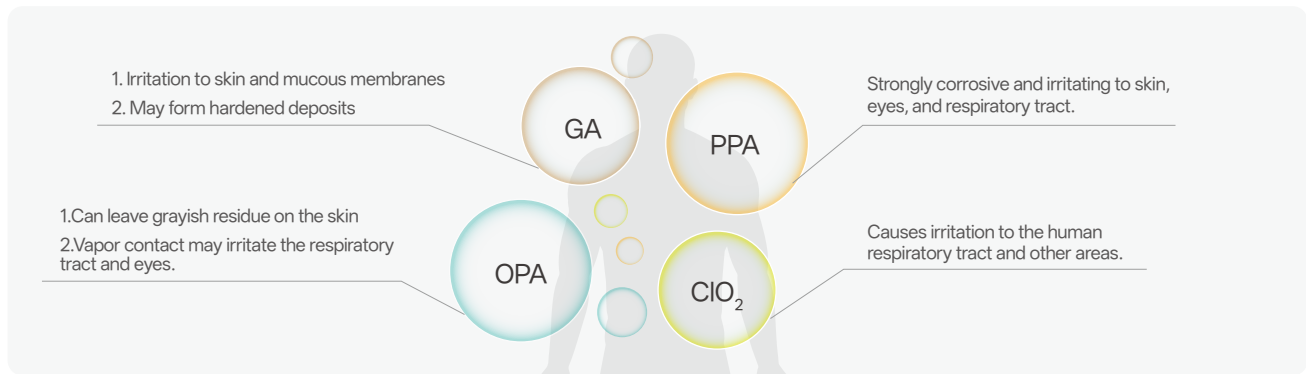 1. Irritation to skin and mucous membranes
2. May form hardened deposits
GA
PPA
Strongly corrosive and irritating to skin,
eyes, and respiratory tract.
1.Can leave grayish residue on the skin
2.Vapor contact may irritate the respiratory
tract and eyes.
OPA
ClO₂
Causes irritation to the human
respiratory tract and other areas.